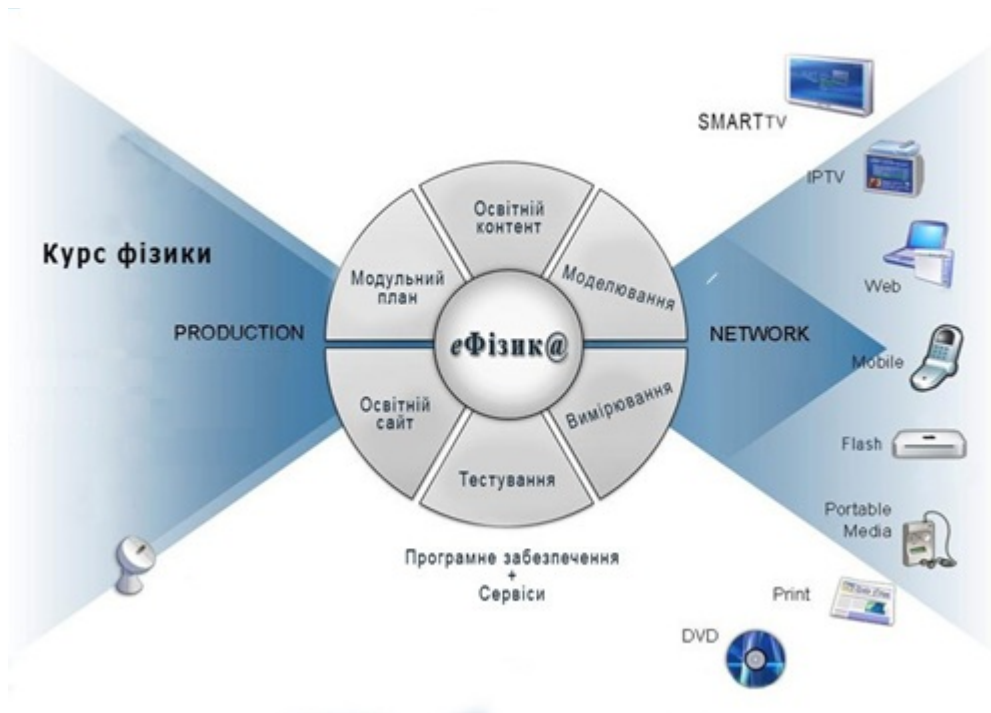 SMARTTV
IPTV
Освітній
контент
Курс фізики
Модульний
план
Моделювання
Web
PRODUCTION
еФізик@
NETWORK
Mobile
Освітній
сайт
Вимірювання
Flash
Тестування
Portable
Media
Програмне забезпечення
+
Сервіси
Print
DVD